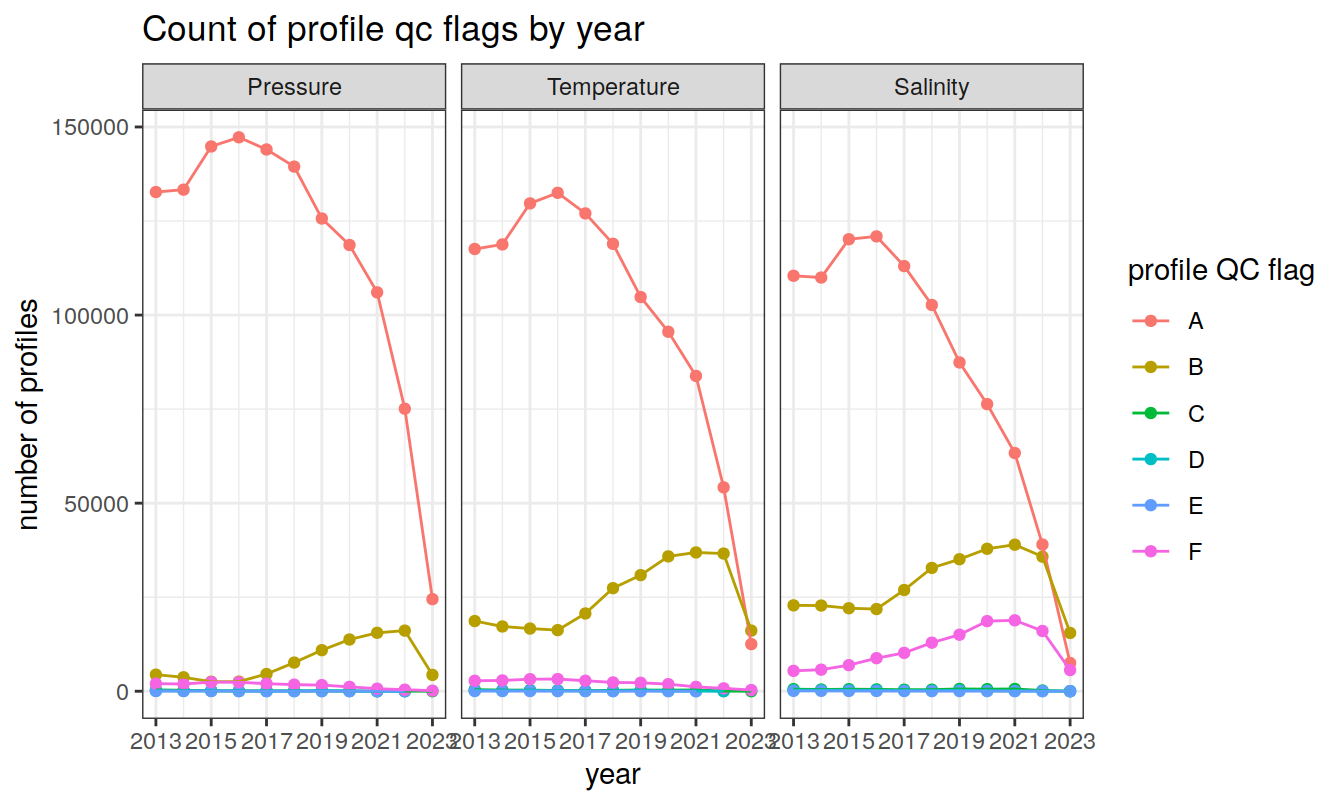 Count of profile qc flags by year
Pressure
Temperature
Salinity
150000
100000
50000
0
number of profiles
2013 2015 2017 2019 2021 2023
2013 2015 2017 2019 2021 2023
2013 2015 2017 2019 2021 2023
year
profile QC flag
A
B
C
D
E
F